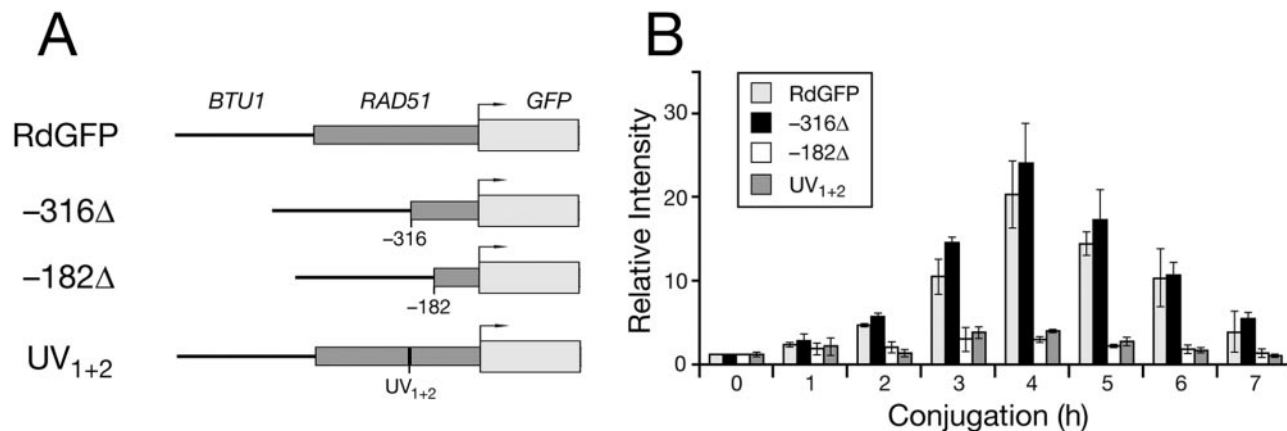 A
BTU1 RAD51 GFP
RdGFP
−316Δ
−316
−182Δ
−182
UV1+2
UV1+2
B
RdGFP
−316Δ
−182Δ
UV1+2
Relative Intensity
30
20
10
0
0 1 2 3 4 5 6 7
Conjugation (h)